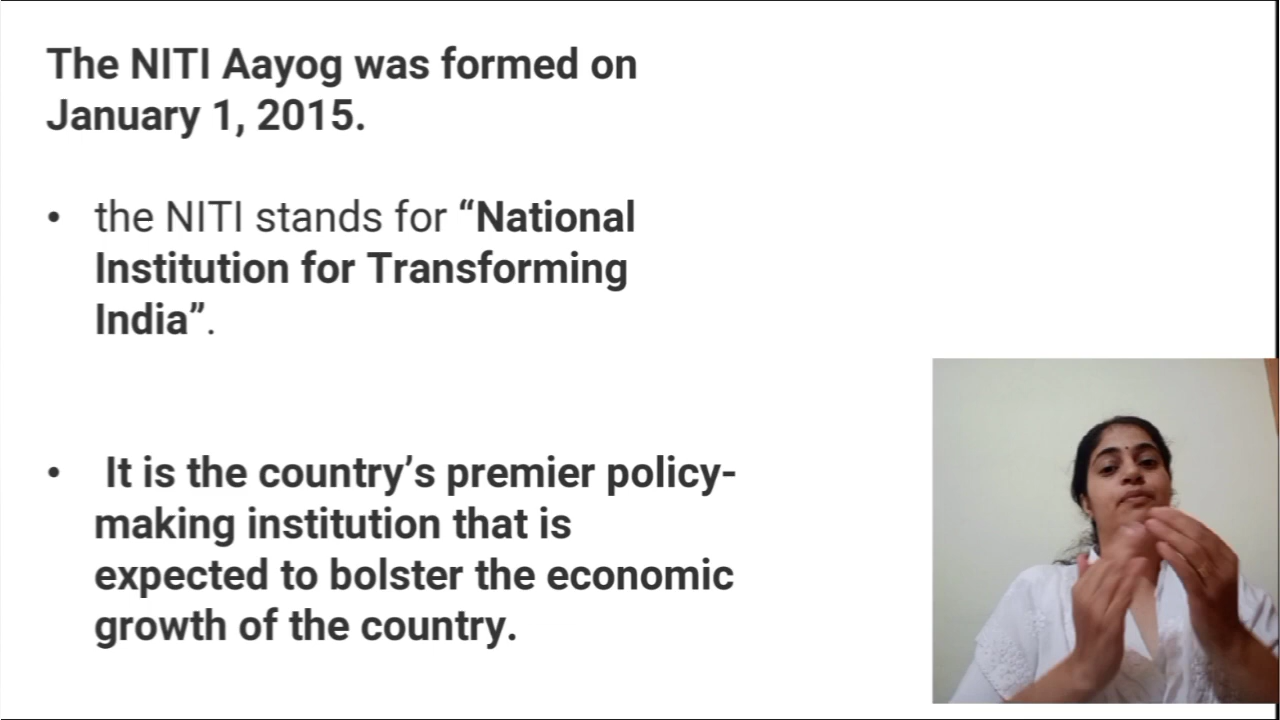 The NITI Aayog was formed on
January 1, 2015.
• the NITI stands for “National
Institution for Transforming
India”.
• It is the country’s premier policy-
making institution that is
expected to bolster the economic
growth of the country.